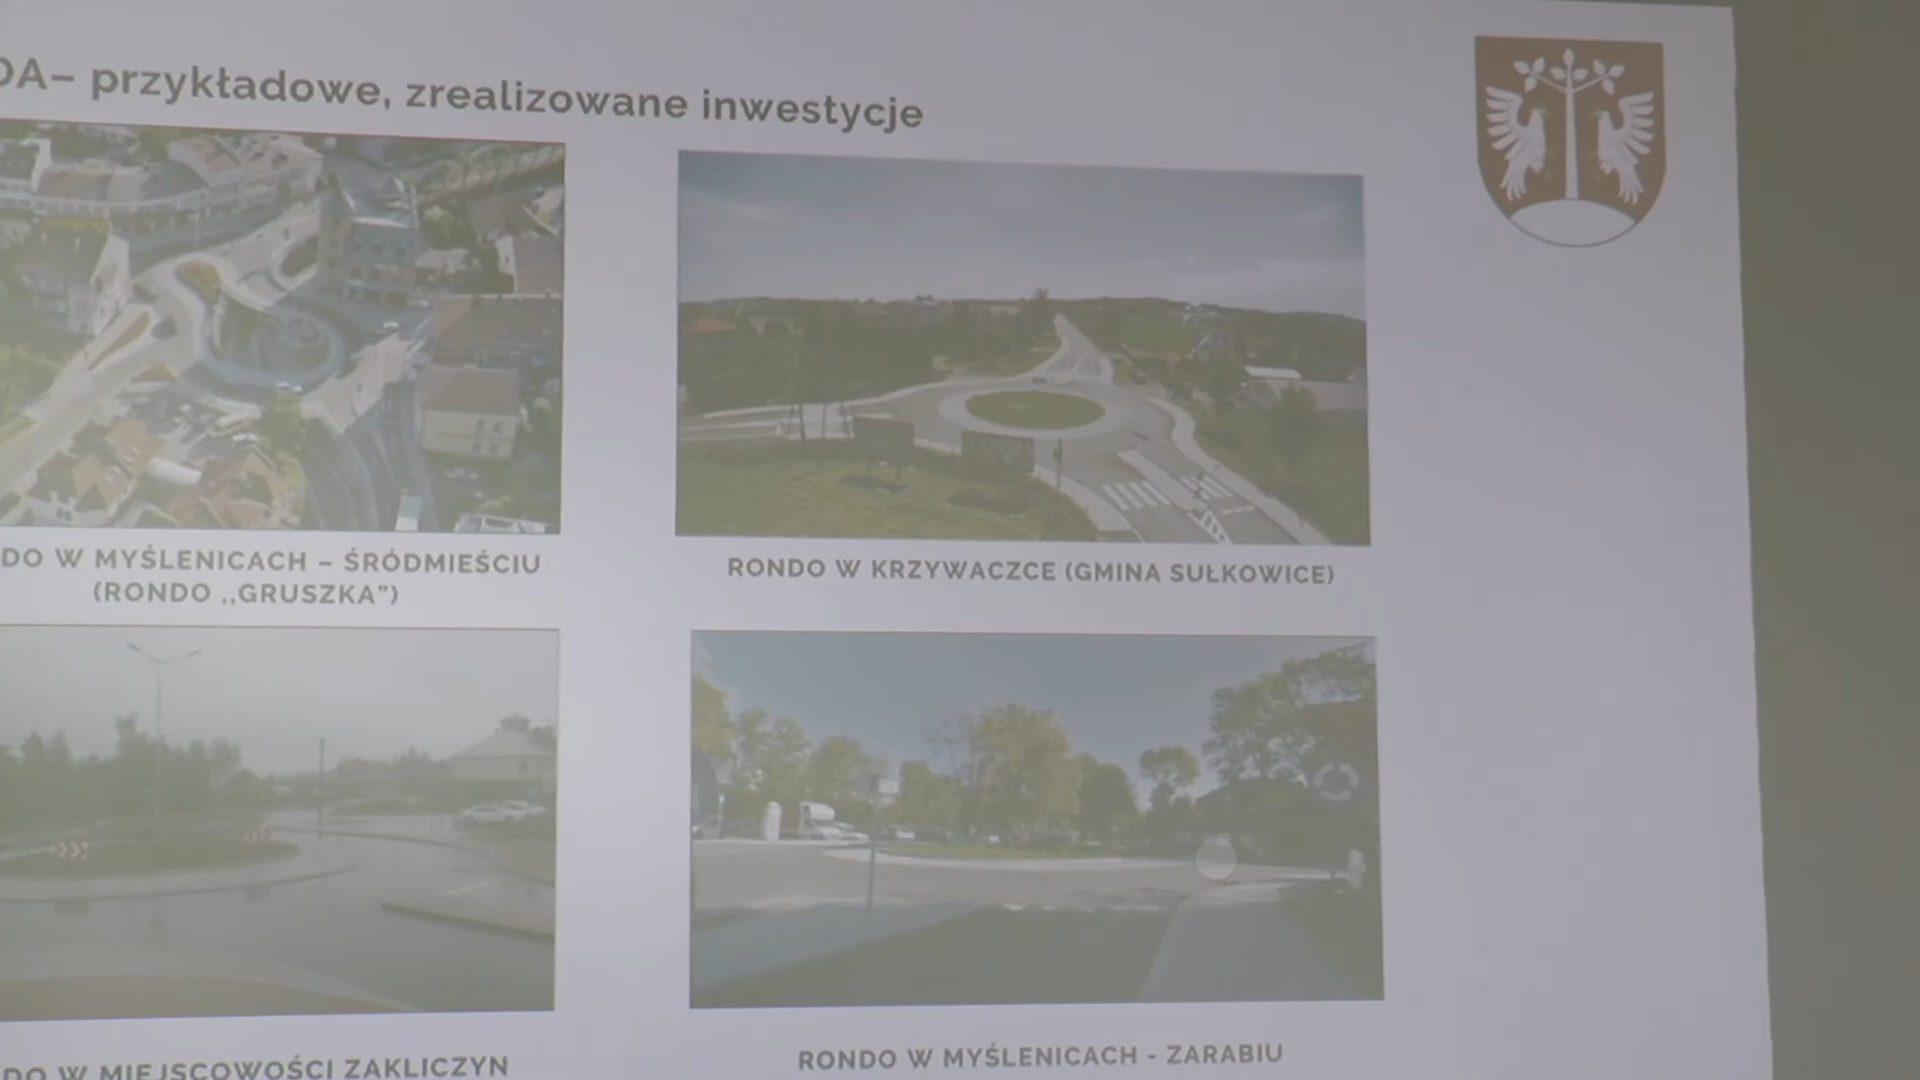 DA– przykładowe, zrealizowane inwestycje
DO W MYŚLENICACH – ŚRÓDMIEŚCIU
(RONDO ,,GRUSZKA”)
RONDO W KRZYWACZCE (GMINA SUŁKOWICE)
DO W MIEJSCOWOŚCI ZAKLICZYN
RONDO W MYŚLENICACH - ZARABIU